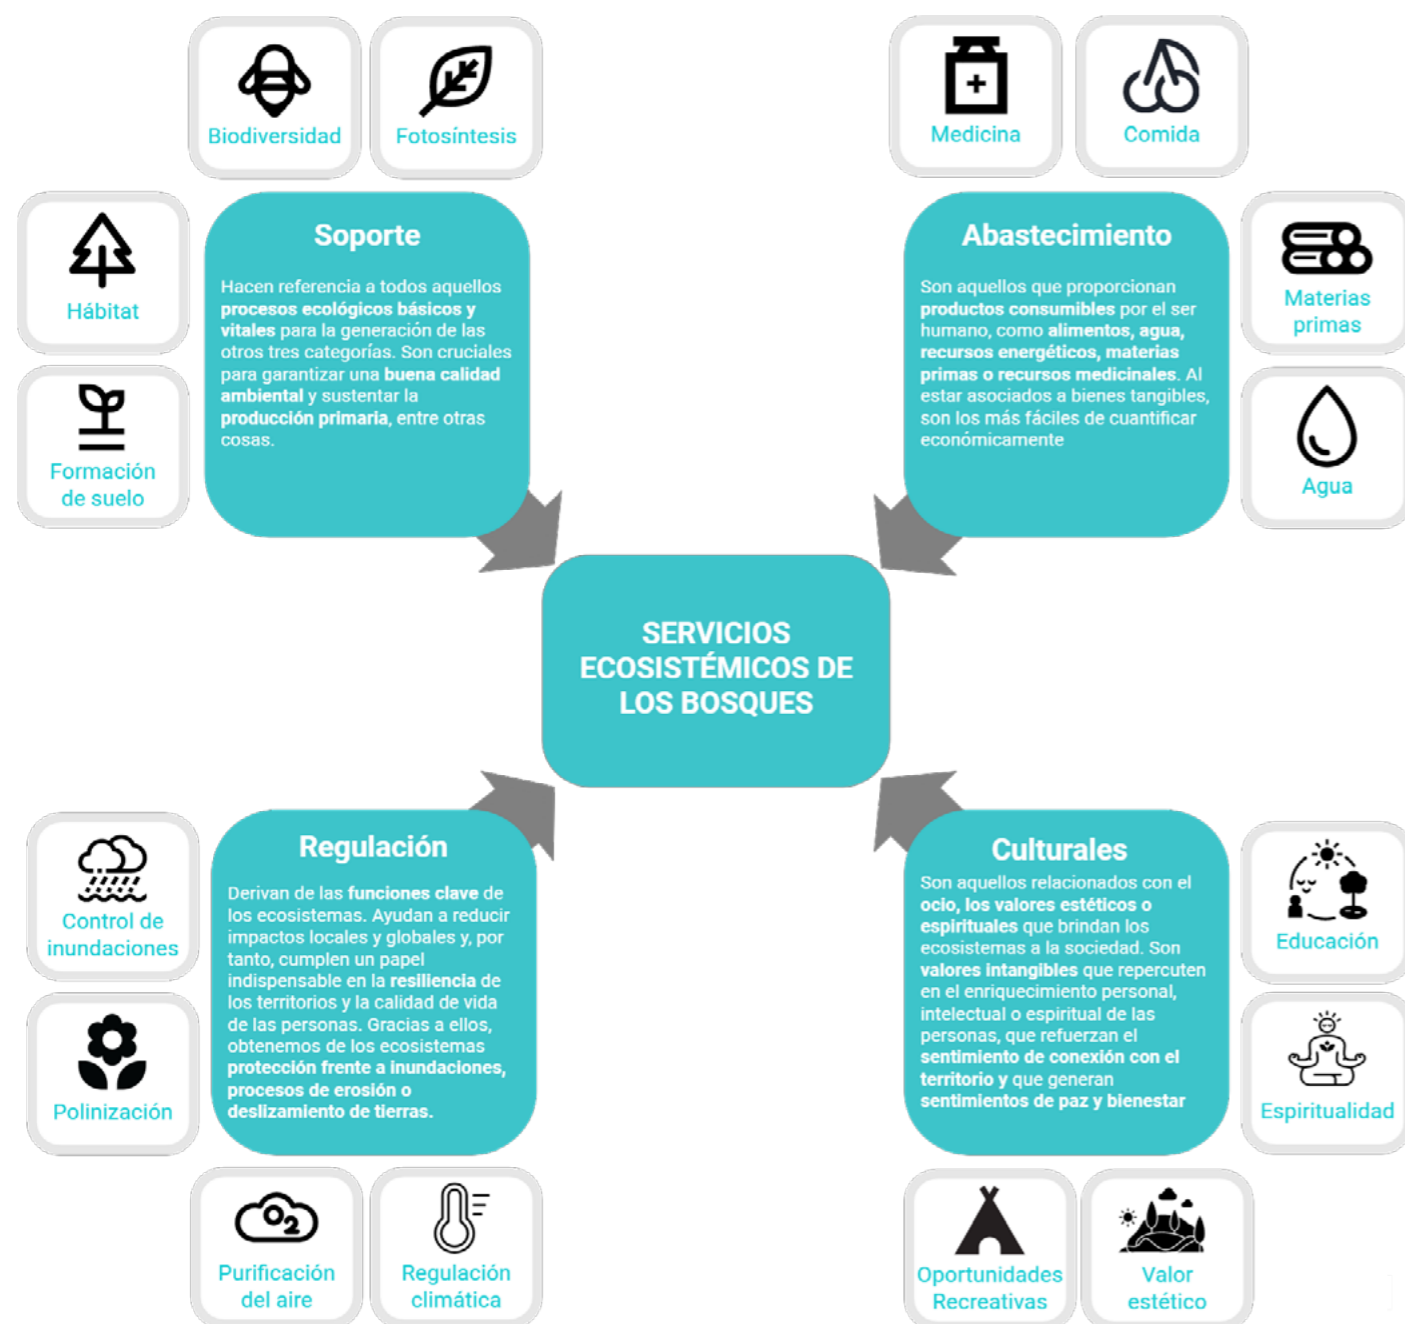 Biodiversidad
Fotosíntesis
Hábitat
Formación
de suelo
Soporte
Hacen referencia a todos aquellos
procesos ecológicos básicos y
vitales para la generación de las
otros tres categorías. Son cruciales
para garantizar una buena calidad
ambiental y sustentar la
producción primaria, entre otras
cosas.
Medicina
Comida
Abastecimiento
Son aquellos que proporcionan
productos consumibles por el ser
humano, como alimentos, agua,
recursos energéticos, materias
primas o recursos medicinales. Al
estar asociados a bienes tangibles,
son los más fáciles de cuantificar
económicamente
Materias
primas
Agua
SERVICIOS
ECOSISTÉMICOS DE
LOS BOSQUES
Control de
inundaciones
Polinización
Regulación
Derivan de las funciones clave de
los ecosistemas. Ayudan a reducir
impactos locales y globales y, por
tanto, cumplen un papel
indispensable en la resiliencia de
los territorios y la calidad de vida
de las personas. Gracias a ellos,
obtenemos de los ecosistemas
protección frente a inundaciones,
procesos de erosión o
deslizamiento de tierras.
O2
Purificación
del aire
Regulación
climática
Culturales
Son aquellos relacionados con el
ocio, los valores estéticos o
espirituales que brindan los
ecosistemas a la sociedad. Son
valores intangibles que repercuten
en el enriquecimiento personal,
intelectual o espiritual de las
personas, que refuerzan el
sentimiento de conexión con el
territorio y que generan
sentimientos de paz y bienestar
Educación
Espiritualidad
Oportunidades
Recreativas
Valor
estético